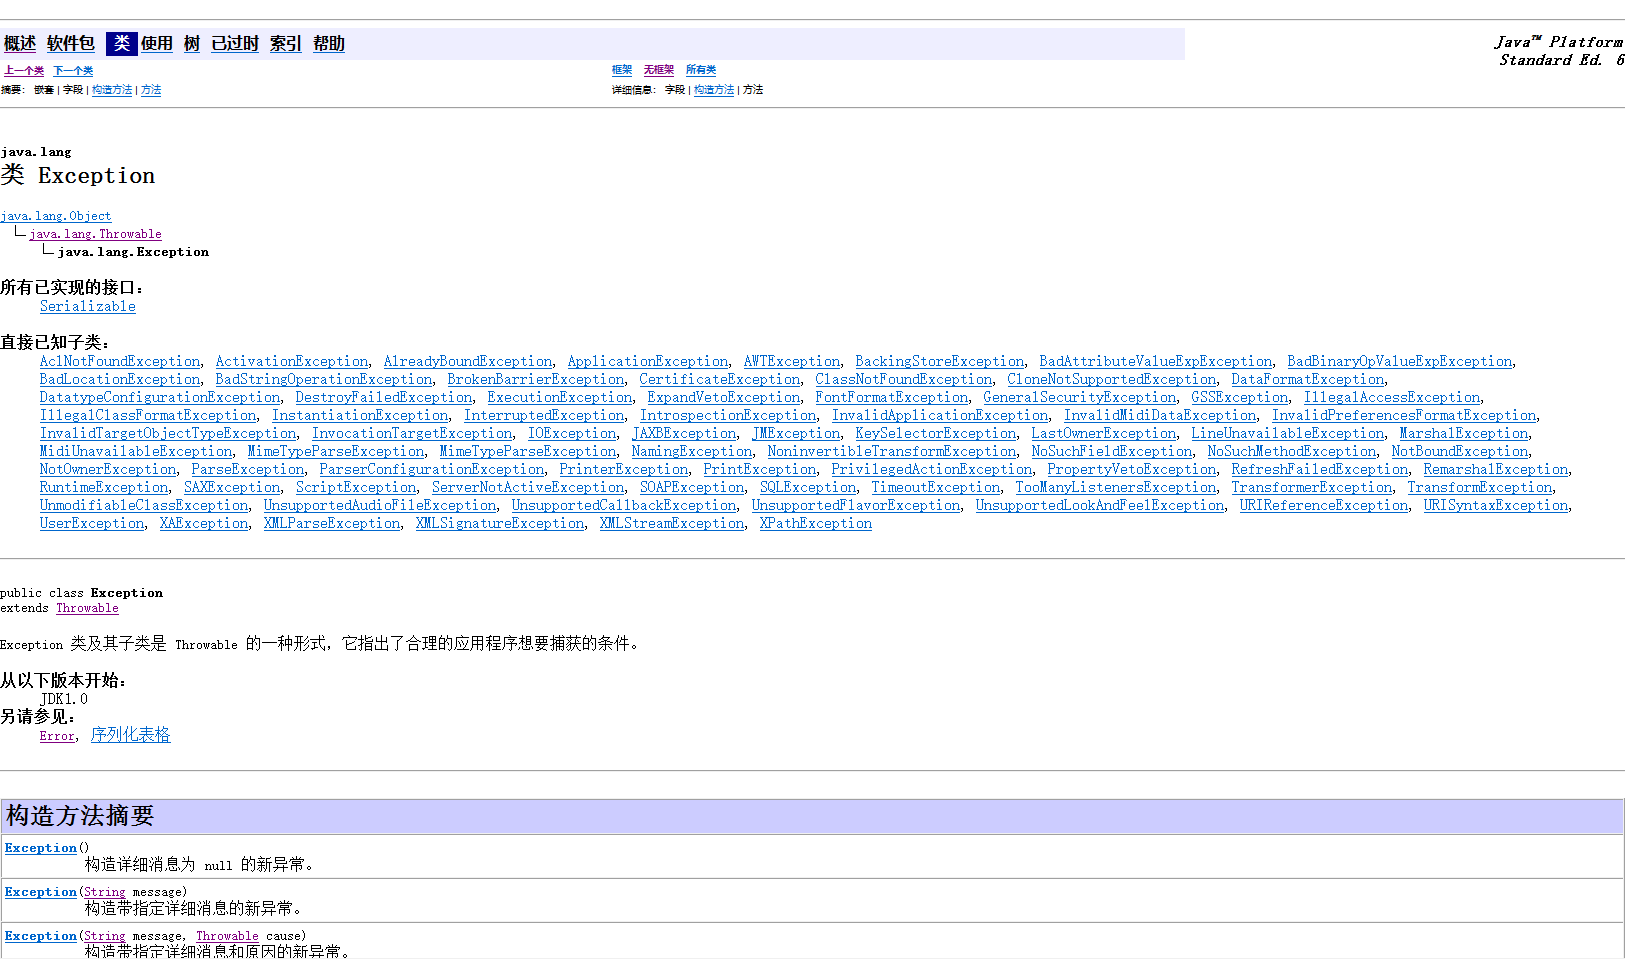 概述 软件包 类 使用 树 已过时 索引 帮助
Java™ Platform
Standard Ed. 6
上一个类 下一个类
框架 无框架 所有类
摘要: 嵌套 | 字段 | 构造方法 | 方法
详细信息: 字段 | 构造方法 | 方法
java.lang
类 Exception
java.lang.Object
java.lang.Throwable
java.lang.Exception
所有已实现的接口：
Serializable
直接已知子类：
AclNotFoundException, ActivationException, AlreadyBoundException, ApplicationException, AWTException, BackingStoreException, BadAttributeValueExpException, BadBinaryOpValueExpException,
BadLocationException, BadStringOperationException, BrokenBarrierException, CertificateException, ClassNotFoundException, CloneNotSupportedException, DataFormatException,
DatatypeConfigurationException, DestroyFailedException, ExecutionException, ExpandVetoException, FontFormatException, GeneralSecurityException, GSSException, IllegalAccessException,
IllegalClassFormatException, InstantiationException, InterruptedException, IntrospectionException, InvalidApplicationException, InvalidMidiDataException, InvalidPreferencesFormatException,
InvalidTargetObjectTypeException, InvocationTargetException, IOException, JAXBException, JMException, KeySelectorException, LastOwnerException, LineUnavailableException, MarshalException,
MidiUnavailableException, MimeTypeParseException, MimeTypeParseException, NamingException, NoninvertibleTransformException, NoSuchFieldException, NoSuchMethodException, NotBoundException,
NotOwnerException, ParseException, ParserConfigurationException, PrinterException, PrintException, PrivilegedActionException, PropertyVetoException, RefreshFailedException, RemarshalException,
RuntimeException, SAXException, ScriptException, ServerNotActiveException, SOAPException, SQLException, TimeoutException, TooManyListenersException, TransformerException, TransformException,
UnmodifiableClassException, UnsupportedAudioFileException, UnsupportedCallbackException, UnsupportedFlavorException, UnsupportedLookAndFeelException, URIReferenceException, URISyntaxException,
UserException, XAException, XMLParseException, XMLSignatureException, XMLStreamException, XPathException
public class Exception
extends Throwable
Exception 类及其子类是 Throwable 的一种形式，它指出了合理的应用程序想要捕获的条件。
从以下版本开始：
JDK1.0
另请参见：
Error, 序列化表格
构造方法摘要
Exception()
构造详细消息为 null 的新异常。
Exception(String message)
构造带指定详细消息的新异常。
Exception(String message, Throwable cause)
构造带指定详细消息和原因的新异常。